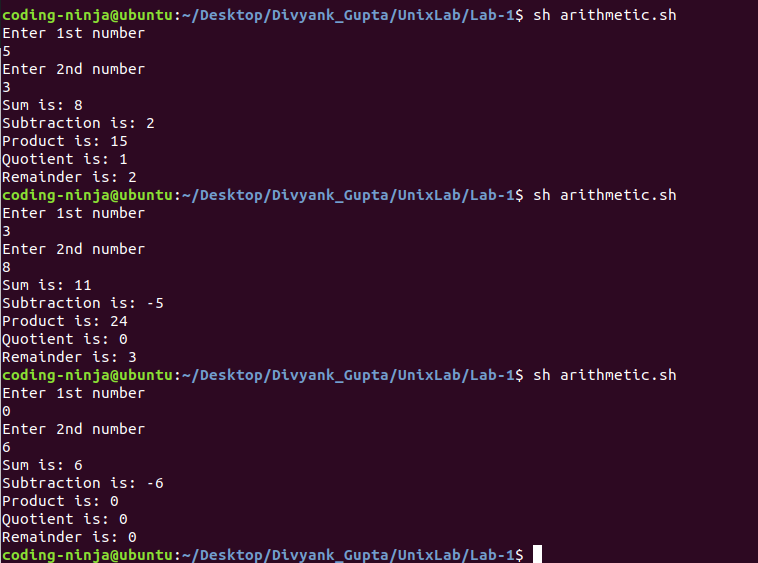 coding-ninja@ubuntu:~/Desktop/Divyank_Gupta/UnixLab/Lab-1$ sh arithmetic.sh
Enter 1st number
5
Enter 2nd number
3
Sum is: 8
Subtraction is: 2
Product is: 15
Quotient is: 1
Remainder is: 2
coding-ninja@ubuntu:~/Desktop/Divyank_Gupta/UnixLab/Lab-1$ sh arithmetic.sh
Enter 1st number
3
Enter 2nd number
8
Sum is: 11
Subtraction is: -5
Product is: 24
Quotient is: 0
Remainder is: 3
coding-ninja@ubuntu:~/Desktop/Divyank_Gupta/UnixLab/Lab-1$ sh arithmetic.sh
Enter 1st number
0
Enter 2nd number
6
Sum is: 6
Subtraction is: -6
Product is: 0
Quotient is: 0
Remainder is: 0
coding-ninja@ubuntu:~/Desktop/Divyank_Gupta/UnixLab/Lab-1$